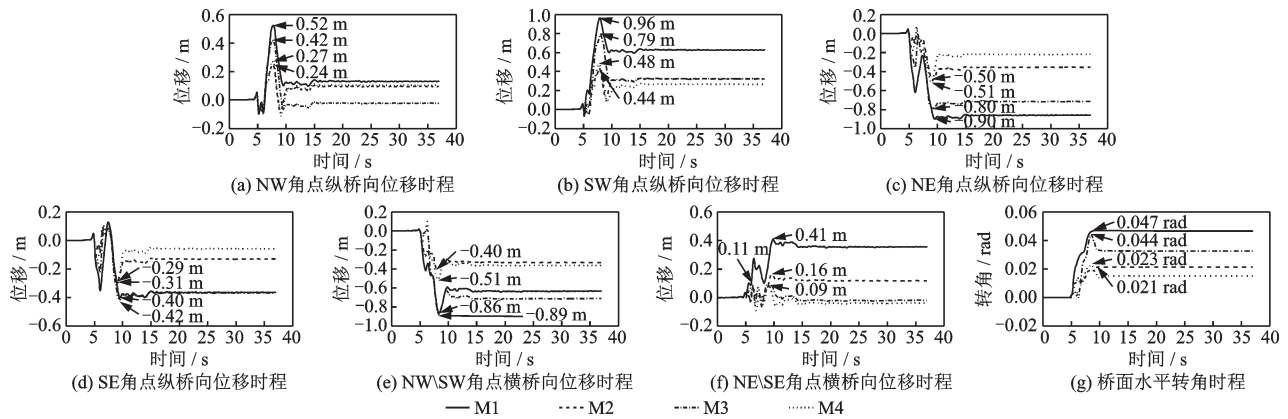 0.6
0.4
0.2
0.0
−0.2
位移 / m
0.52 m
0.42 m
0.27 m
0.24 m
0 5 10 15 20 25 30 35 40
时间 / s
(a) NW角点纵桥向位移时程
1.0
0.8
0.6
0.4
0.2
0.0
−0.2
位移 / m
0.96 m
0.79 m
0.48 m
0.44 m
0 5 10 15 20 25 30 35 40
时间 / s
(b) SW角点纵桥向位移时程
0.2
0.0
−0.2
−0.4
−0.6
−0.8
−1.0
位移 / m
−0.50 m
−0.51 m
−0.80 m
−0.90 m
0 5 10 15 20 25 30 35 40
时间 / s
(c) NE角点纵桥向位移时程
0.2
0.0
−0.2
−0.4
−0.6
位移 / m
−0.29 m
−0.31 m
−0.40 m
−0.42 m
0 5 10 15 20 25 30 35 40
时间 / s
(d) SE角点纵桥向位移时程
0.2
0.0
−0.2
−0.4
−0.6
−0.8
−1.0
位移 / m
−0.40 m
−0.51 m
−0.86 m
−0.89 m
0 5 10 15 20 25 30 35 40
时间 / s
(e) NW\SW角点横桥向位移时程
0.6
0.4
0.2
0.0
−0.2
位移 / m
0.41 m
0.11 m
0.16 m
0.09 m
0 5 10 15 20 25 30 35 40
时间 / s
(f) NE\SE角点横桥向位移时程
0.06
0.04
0.02
0.00
−0.02
转角 / rad
0.047 rad
0.044 rad
0.023 rad
0.021 rad
0 5 10 15 20 25 30 35 40
时间 / s
(g) 桥面水平转角时程
M1 M2 M3 M4